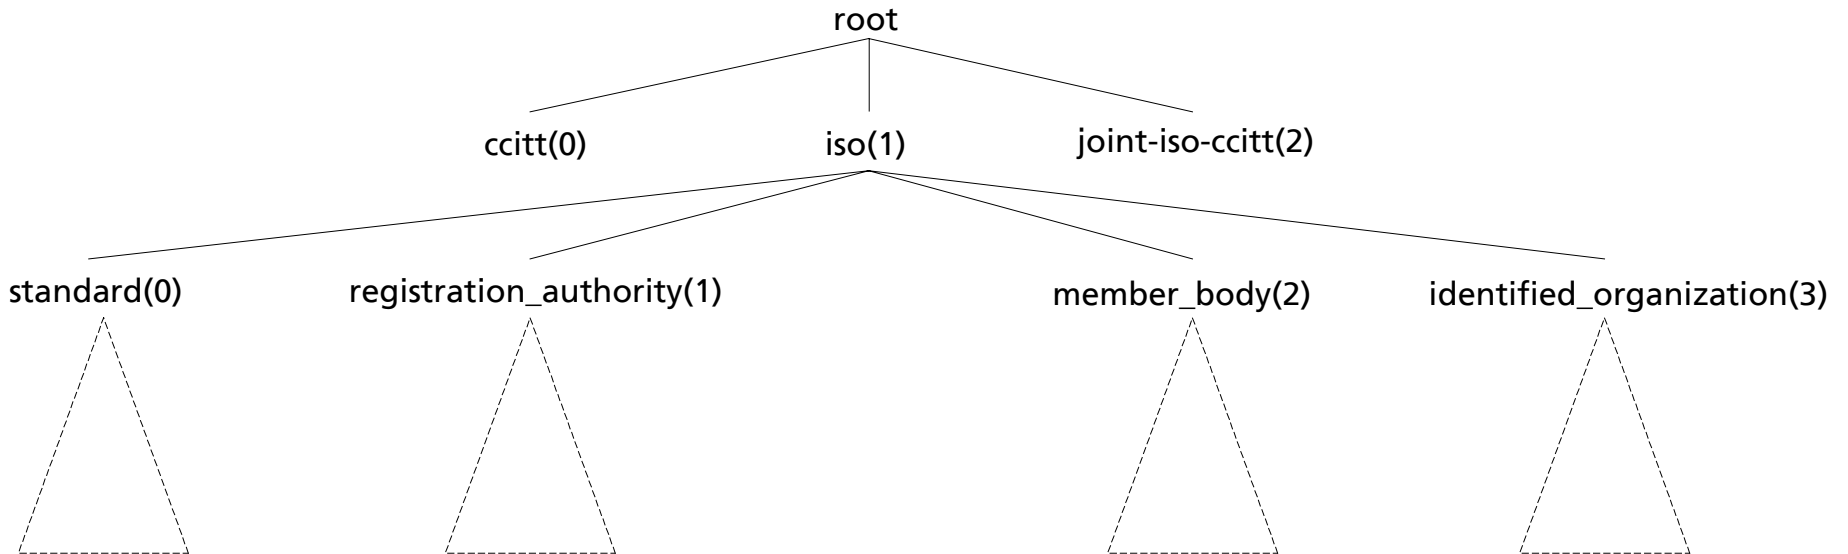 root
ccitt(0)
iso(1)
joint-iso-ccitt(2)
standard(0)
registration_authority(1)
member_body(2)
identified_organization(3)